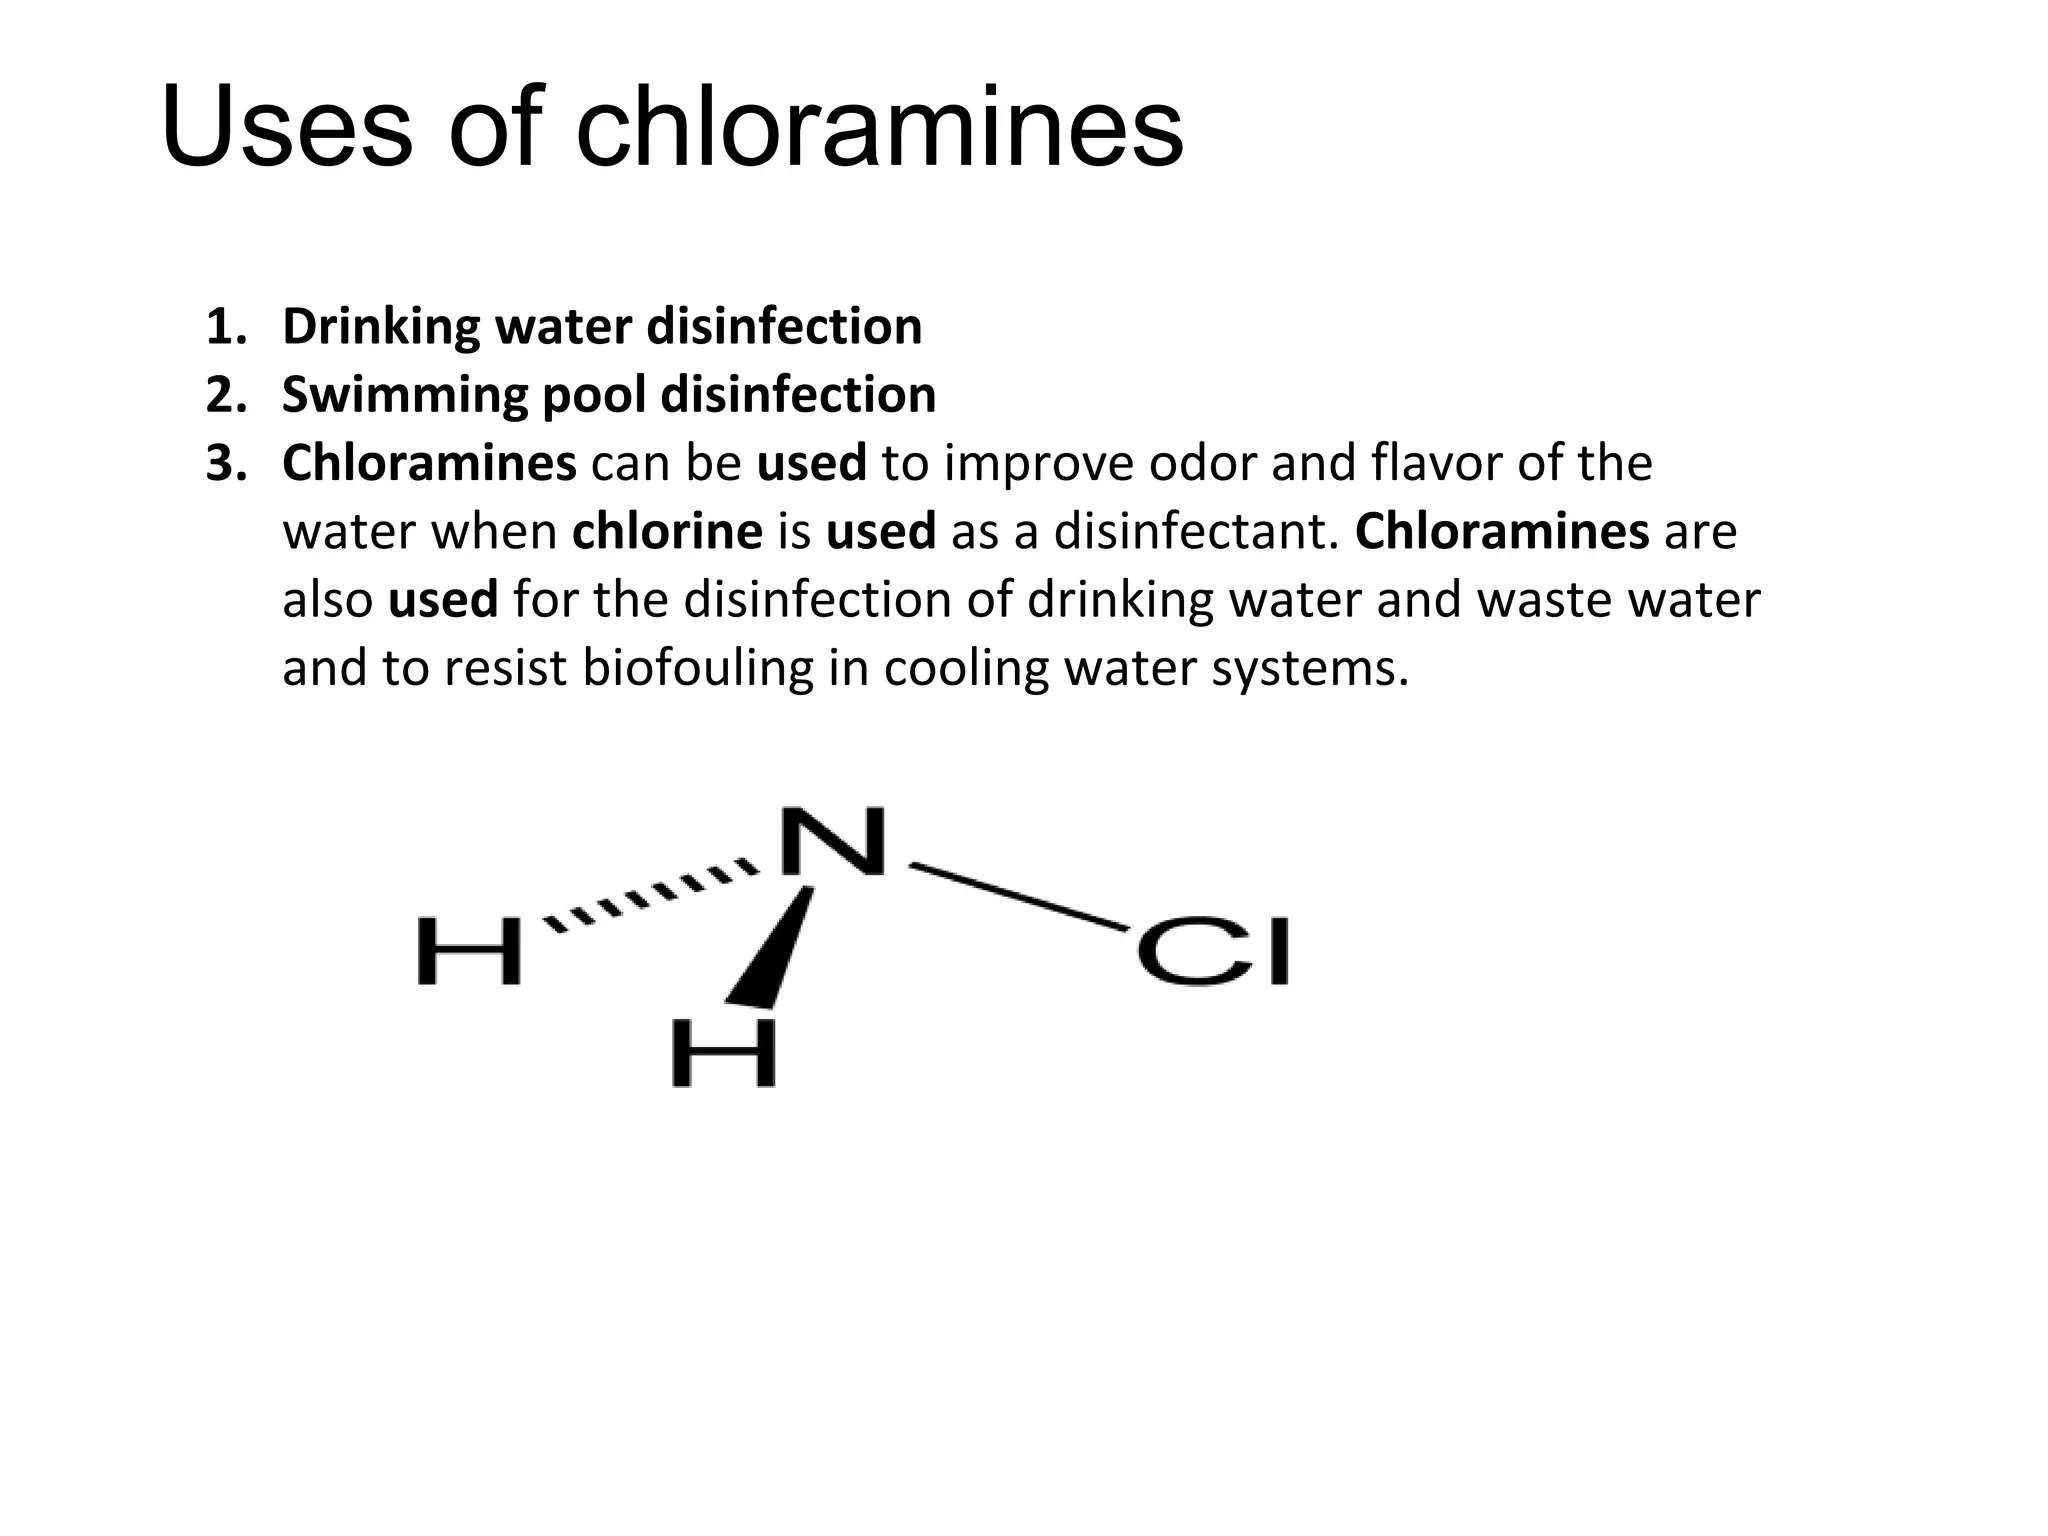 Uses of chloramines
1. Drinking water disinfection
2. Swimming pool disinfection
3. Chloramines can be used to improve odor and flavor of the
water when chlorine is used as a disinfectant. Chloramines are
also used for the disinfection of drinking water and waste water
and to resist biofouling in cooling water systems.
N
H
Cl
H